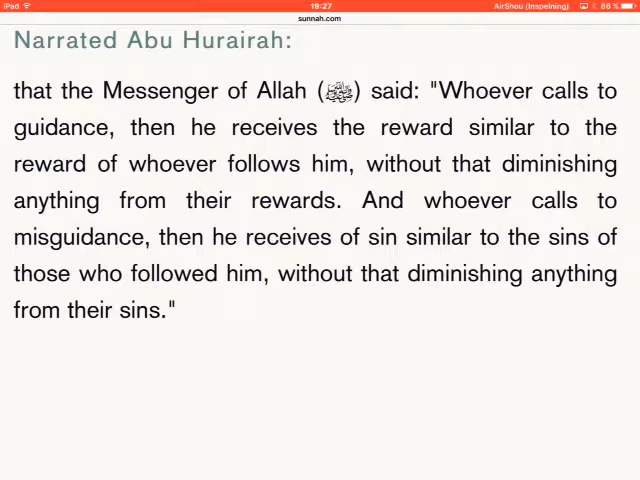 iPad 19:27 AirShou (Inspelning) 86 %
sunnah.com
Narrated Abu Hurairah:
that the Messenger of Allah (ﷺ) said: "Whoever calls to
guidance, then he receives the reward similar to the
reward of whoever follows him, without that diminishing
anything from their rewards. And whoever calls to
misguidance, then he receives of sin similar to the sins of
those who followed him, without that diminishing anything
from their sins."